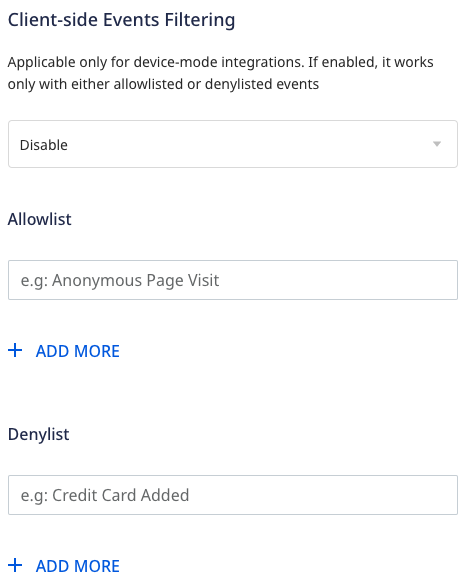 Client-side Events Filtering
Applicable only for device-mode integrations. If enabled, it works
only with either allowlisted or denylisted events
Disable
Allowlist
e.g: Anonymous Page Visit
+ ADD MORE
Denylist
e.g: Credit Card Added
+ ADD MORE